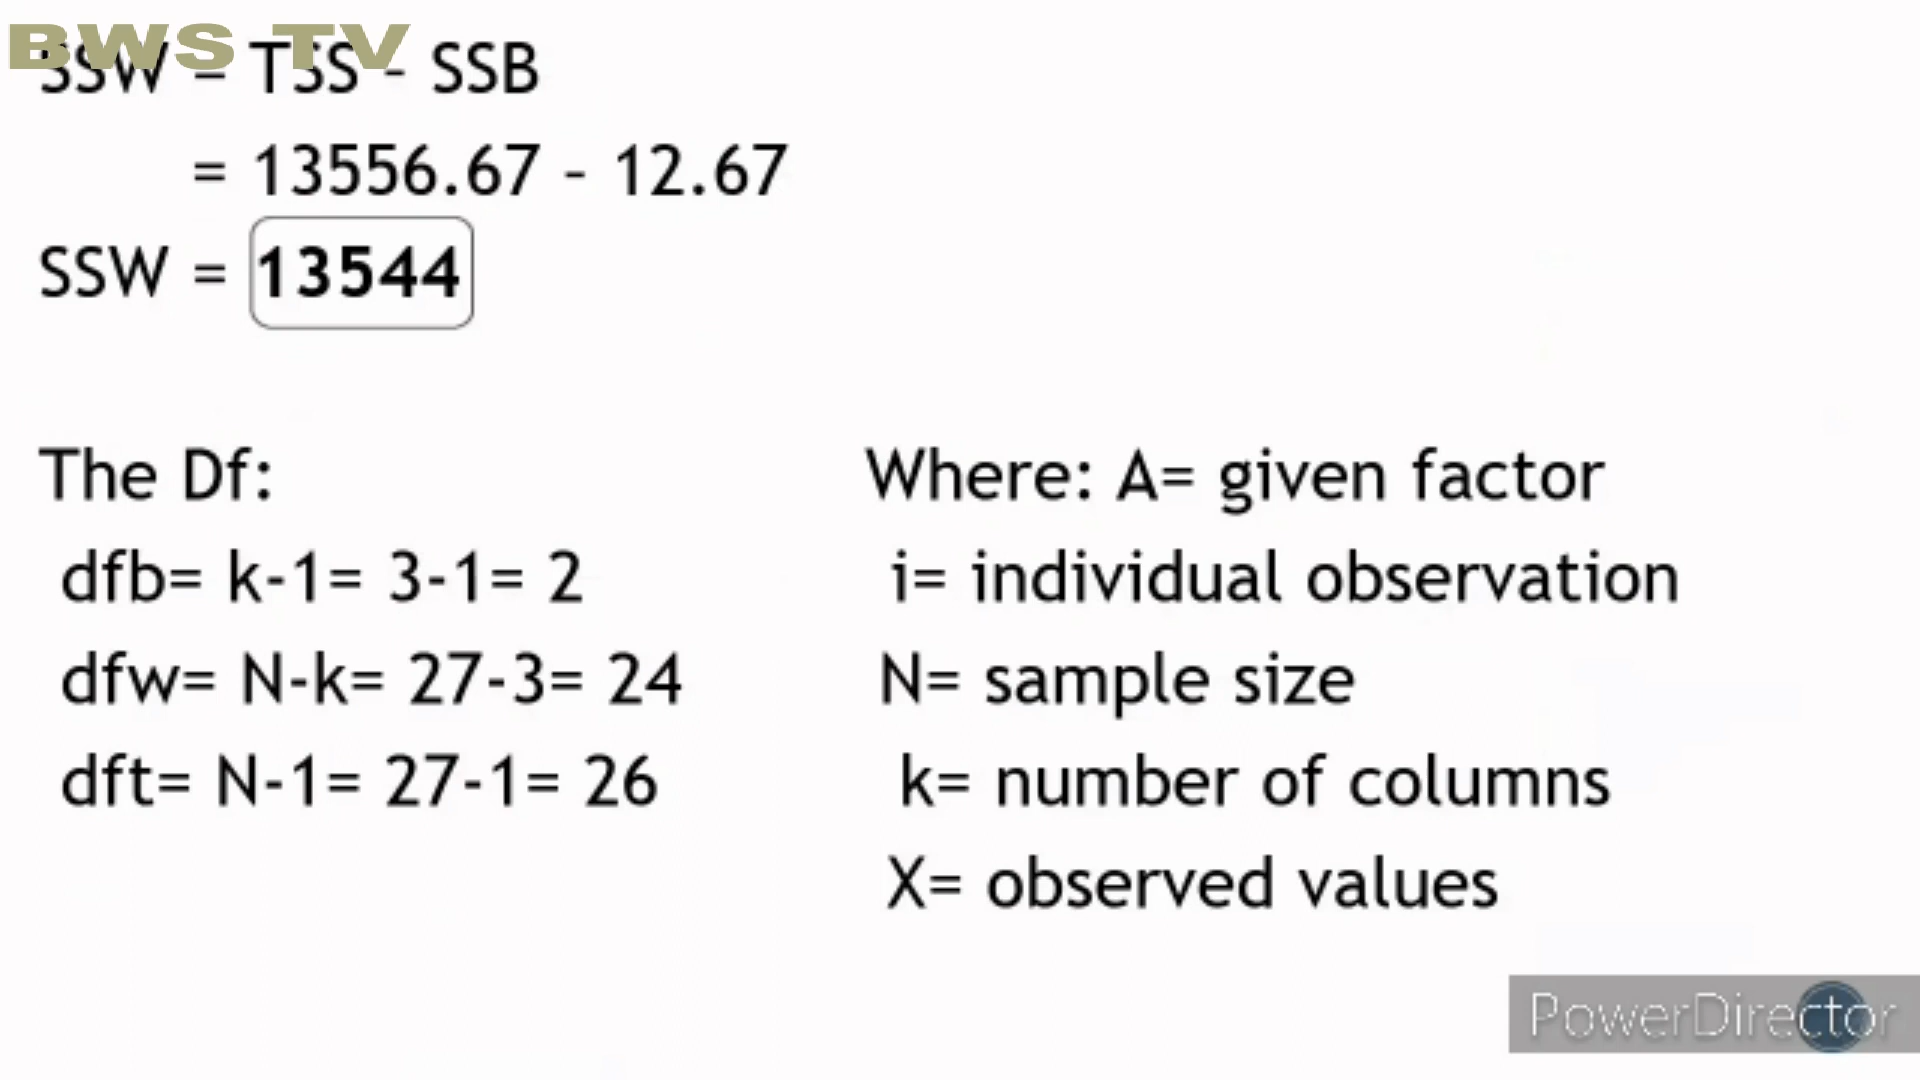 BWS TV
SSW = TSS – SSB
= 13556.67 – 12.67
SSW = 13544
The Df:
dfb= k-1= 3-1= 2
dfw= N-k= 27-3= 24
dft= N-1= 27-1= 26
Where: A= given factor
i= individual observation
N= sample size
k= number of columns
X= observed values
PowerDirector